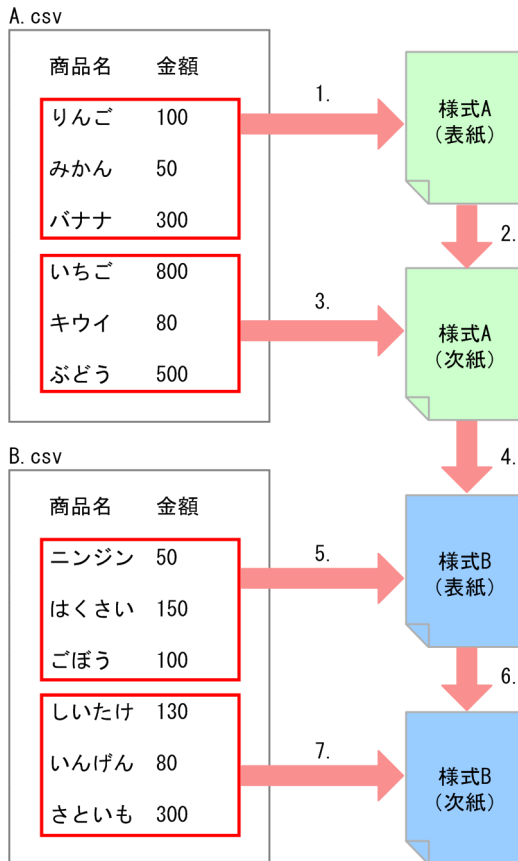 A.csv
商品名 金額
りんご 100
みかん 50
バナナ 300
いちご 800
キウイ 80
ぶどう 500
1.
様式A
（表紙）
2.
3.
様式A
（次紙）
4.
B.csv
商品名 金額
ニンジン 50
はくさい 150
ごぼう 100
しいたけ 130
いんげん 80
さといも 300
5.
様式B
（表紙）
6.
7.
様式B
（次紙）